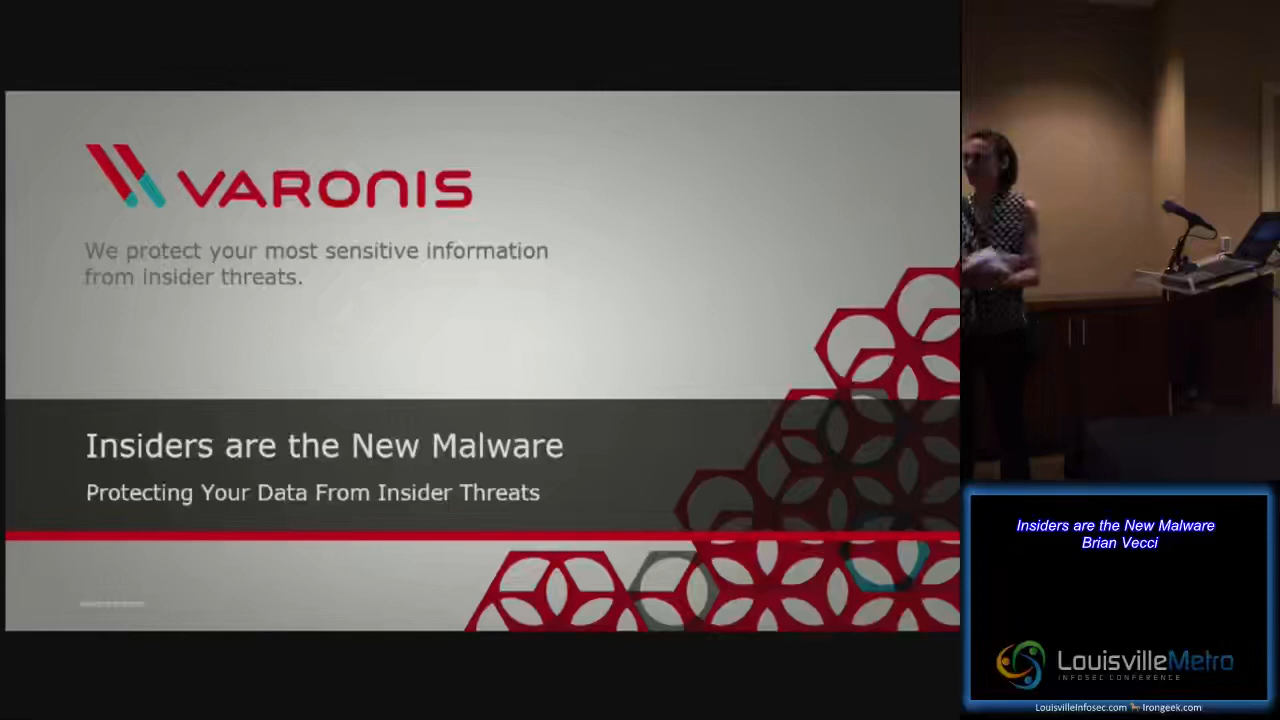 VARONIS
We protect your most sensitive information
from insider threats.
Insiders are the New Malware
Protecting Your Data From Insider Threats
Insiders are the New Malware
Brian Vecci
LouisvilleMetro
INFOSEC CONFERENCE
LouisvilleInfosec.com Irongeek.com